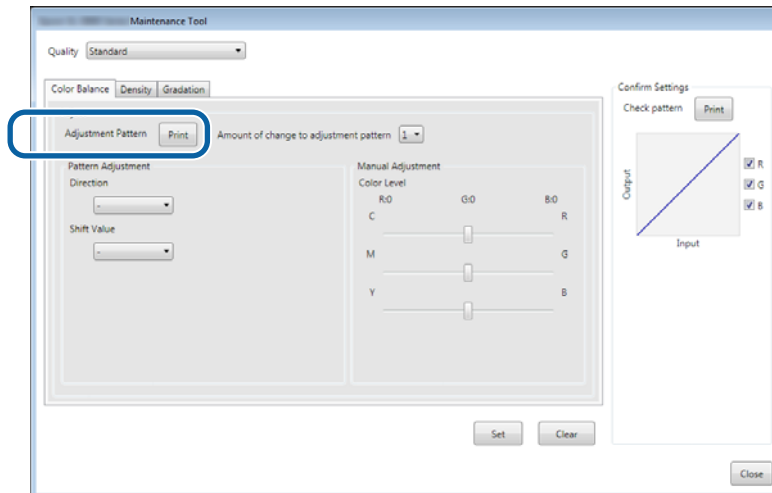 Maintenance Tool
Quality Standard
Color Balance Density Gradation
Adjustment Pattern Print Amount of change to adjustment pattern 1
Pattern Adjustment
Direction
-
Shift Value
-
Manual Adjustment
Color Level
R:0 G:0 B:0
C R
M G
Y B
Set Clear
Confirm Settings
Check pattern Print
Output
Input
R
G
B
Close